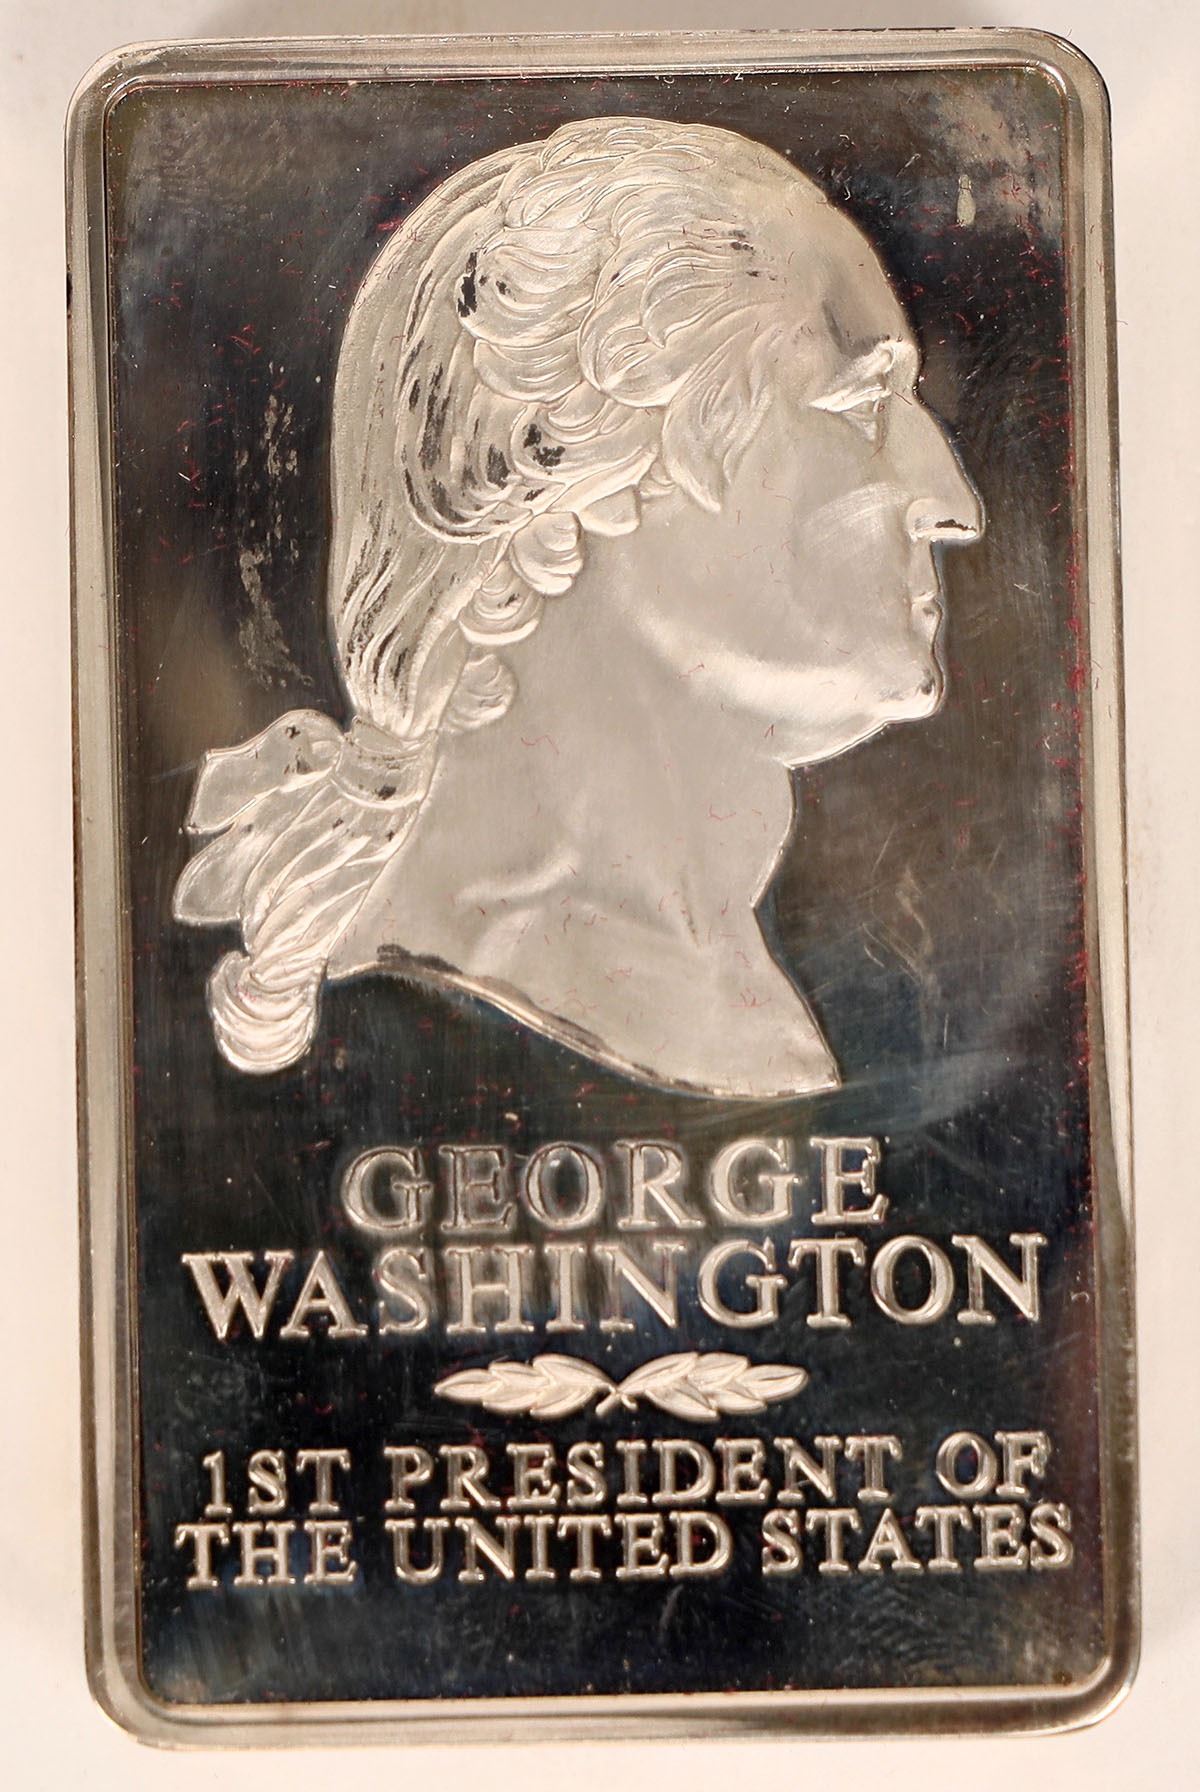 GEORGE
WASHINGTON
1ST PRESIDENT OF
THE UNITED STATES